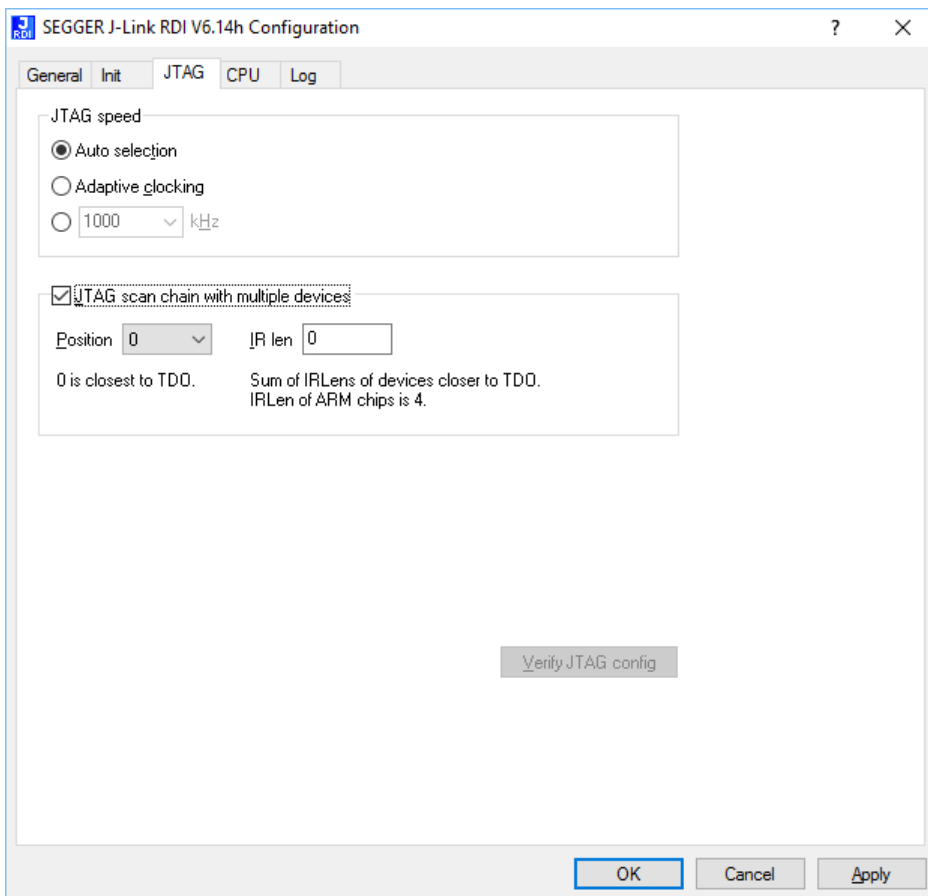 J RDI SEGGER J-Link RDI V6.14h Configuration ?
General Init JTAG CPU Log
JTAG speed
Auto selection
Adaptive clocking
1000 kHz
JTAG scan chain with multiple devices
Position 0 IR len 0
0 is closest to TDO. Sum of IRLens of devices closer to TDO.
IRLen of ARM chips is 4.
Verify JTAG config
OK Cancel Apply